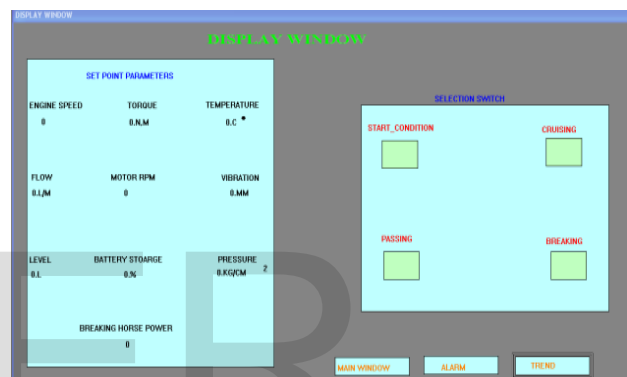 DISPLAY WINDOW
DISPLAY WINDOW
SET POINT PARAMETERS
ENGINE SPEED TORQUE TEMPERATURE
0 0.N.M 0.C °
FLOW MOTOR RPM VIBRATION
0.L/M 0 0.MM
LEVEL BATTERY STOARGE PRESSURE
0.L 0.% 0.KG/CM 2
BREAKING HORSE POWER
0
SELECTION SWITCH
START_CONDITION CRUISING
PASSING BREAKING
MAIN WINDOW ALARM TREND